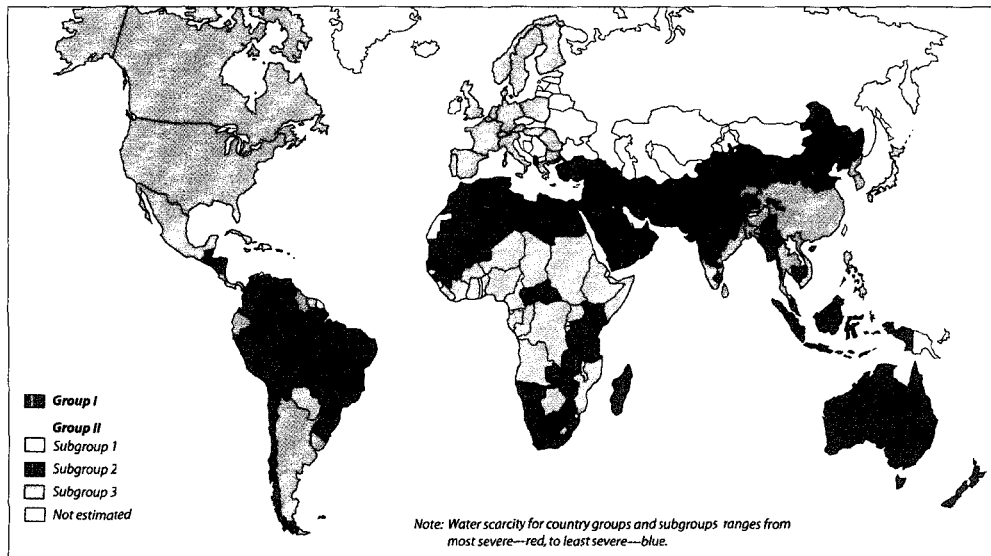 Group I
Group II
Subgroup 1
Subgroup 2
Subgroup 3
Not estimated
Note: Water scarcity for country groups and subgroups ranges from
most severe—red, to least severe—blue.